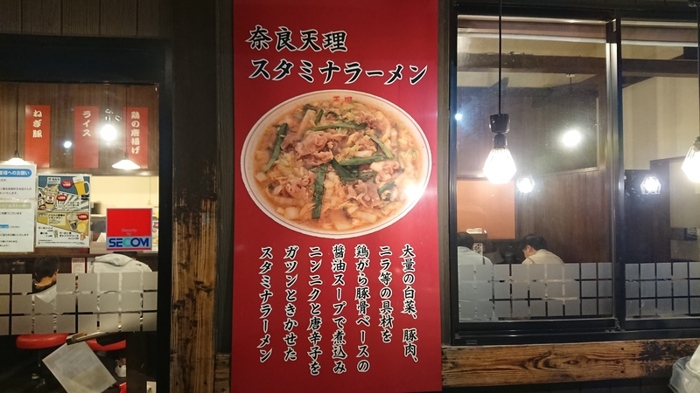 奈良天理
スタミナラーメン
大量の白菜、豚肉、
ニラ等の具材を
鶏がら豚骨ベースの
醤油スープで煮込み
ニンニクと唐辛子を
ガツンときかせた
スタミナラーメン
鶏の唐揚げ
ライス
ねぎ豚
SECOM